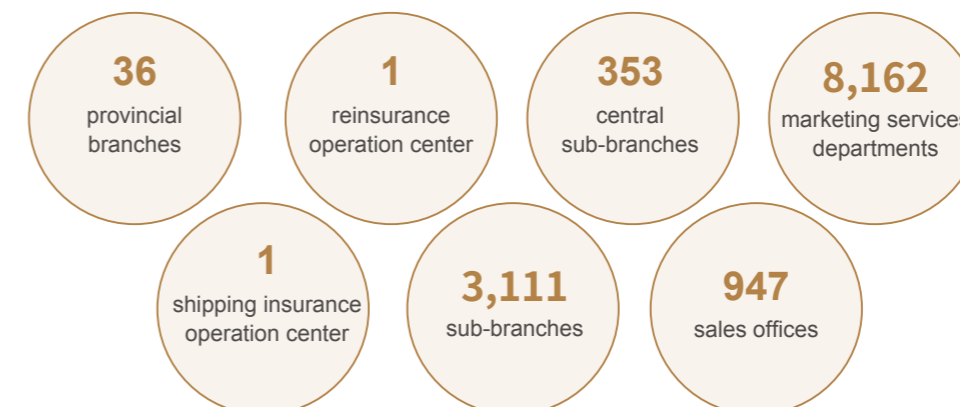 36
provincial
branches
1
reinsurance
operation center
353
central
sub-branches
8,162
marketing services
departments
1
shipping insurance
operation center
3,111
sub-branches
947
sales offices